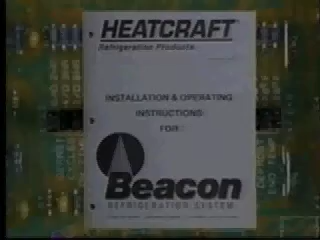 HEATCRAFT
Refrigeration Products
INSTALLATION & OPERATING
INSTRUCTIONS
FOR
Beacon
REFRIGERATION SYSTEM